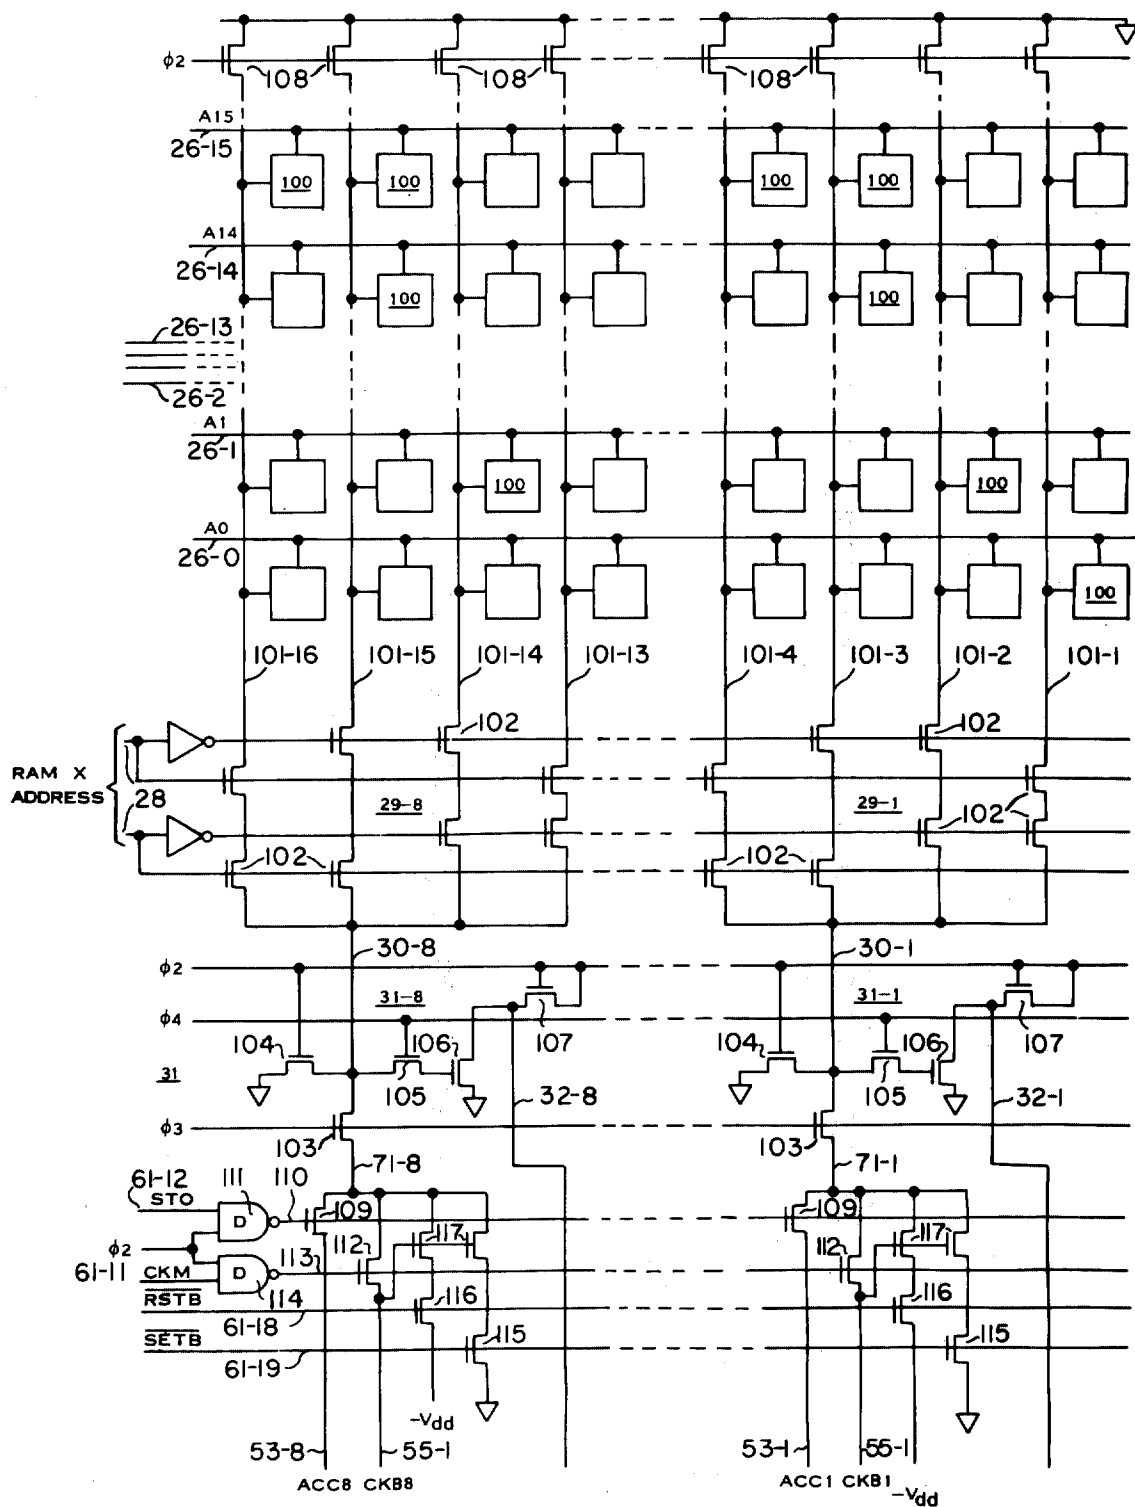 φ2 108 108 108
A15
26-15
100 100 100 100
A14
26-14
100 100
26-13
26-2
A1
26-1
100 100
A0
26-0
100
101-16 101-15 101-14 101-13 101-4 101-3 101-2 101-1
102 102
RAM X
ADDRESS
28 29-8 29-1
102
102 102
φ2 30-8 30-1
31-8 31-1
φ4
104 106 107 104 106 107
31 105 32-8 105 32-1
φ3
103 103
71-8 71-1
61-12 111 110
STO
D 109 109
φ2 113 112 117 112 117
61-11 CKM D
RSTB 114 116 116
61-18
SETB 115 115
61-19
-Vdd
53-8 55-1 53-1 55-1
ACC8 CKB8 ACC1 CKB1
-Vdd